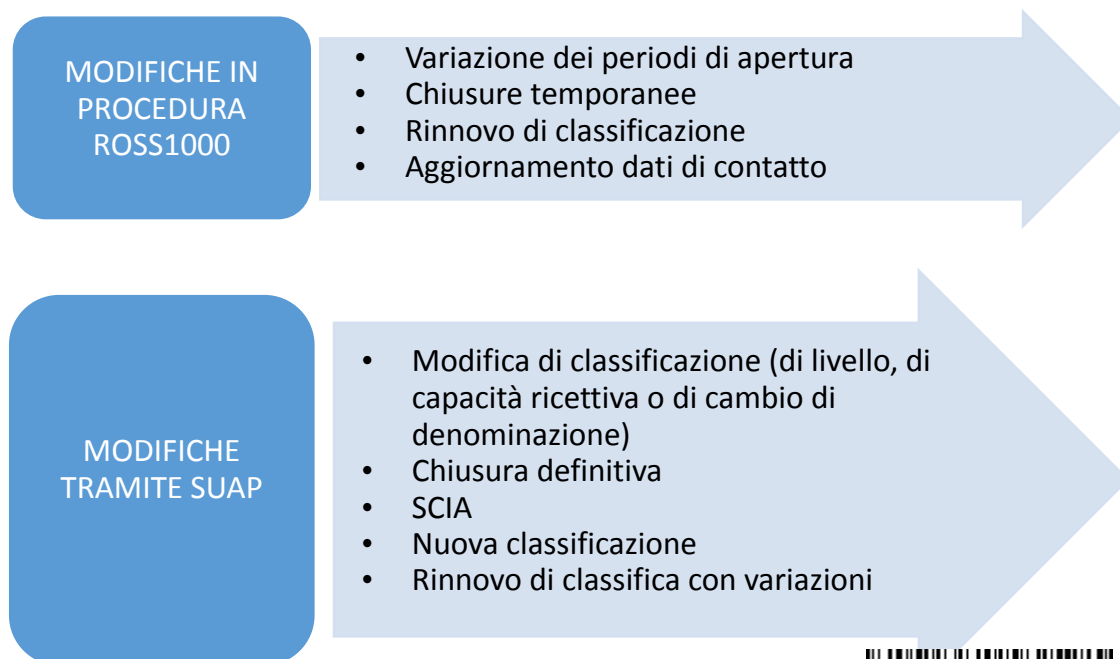 MODIFICHE IN
PROCEDURA
ROSS1000
• Variazione dei periodi di apertura
• Chiusure temporanee
• Rinnovo di classificazione
• Aggiornamento dati di contatto
MODIFICHE
TRAMITE SUAP
• Modifica di classificazione (di livello, di
capacità ricettiva o di cambio di
denominazione)
• Chiusura definitiva
• SCIA
• Nuova classificazione
• Rinnovo di classifica con variazioni